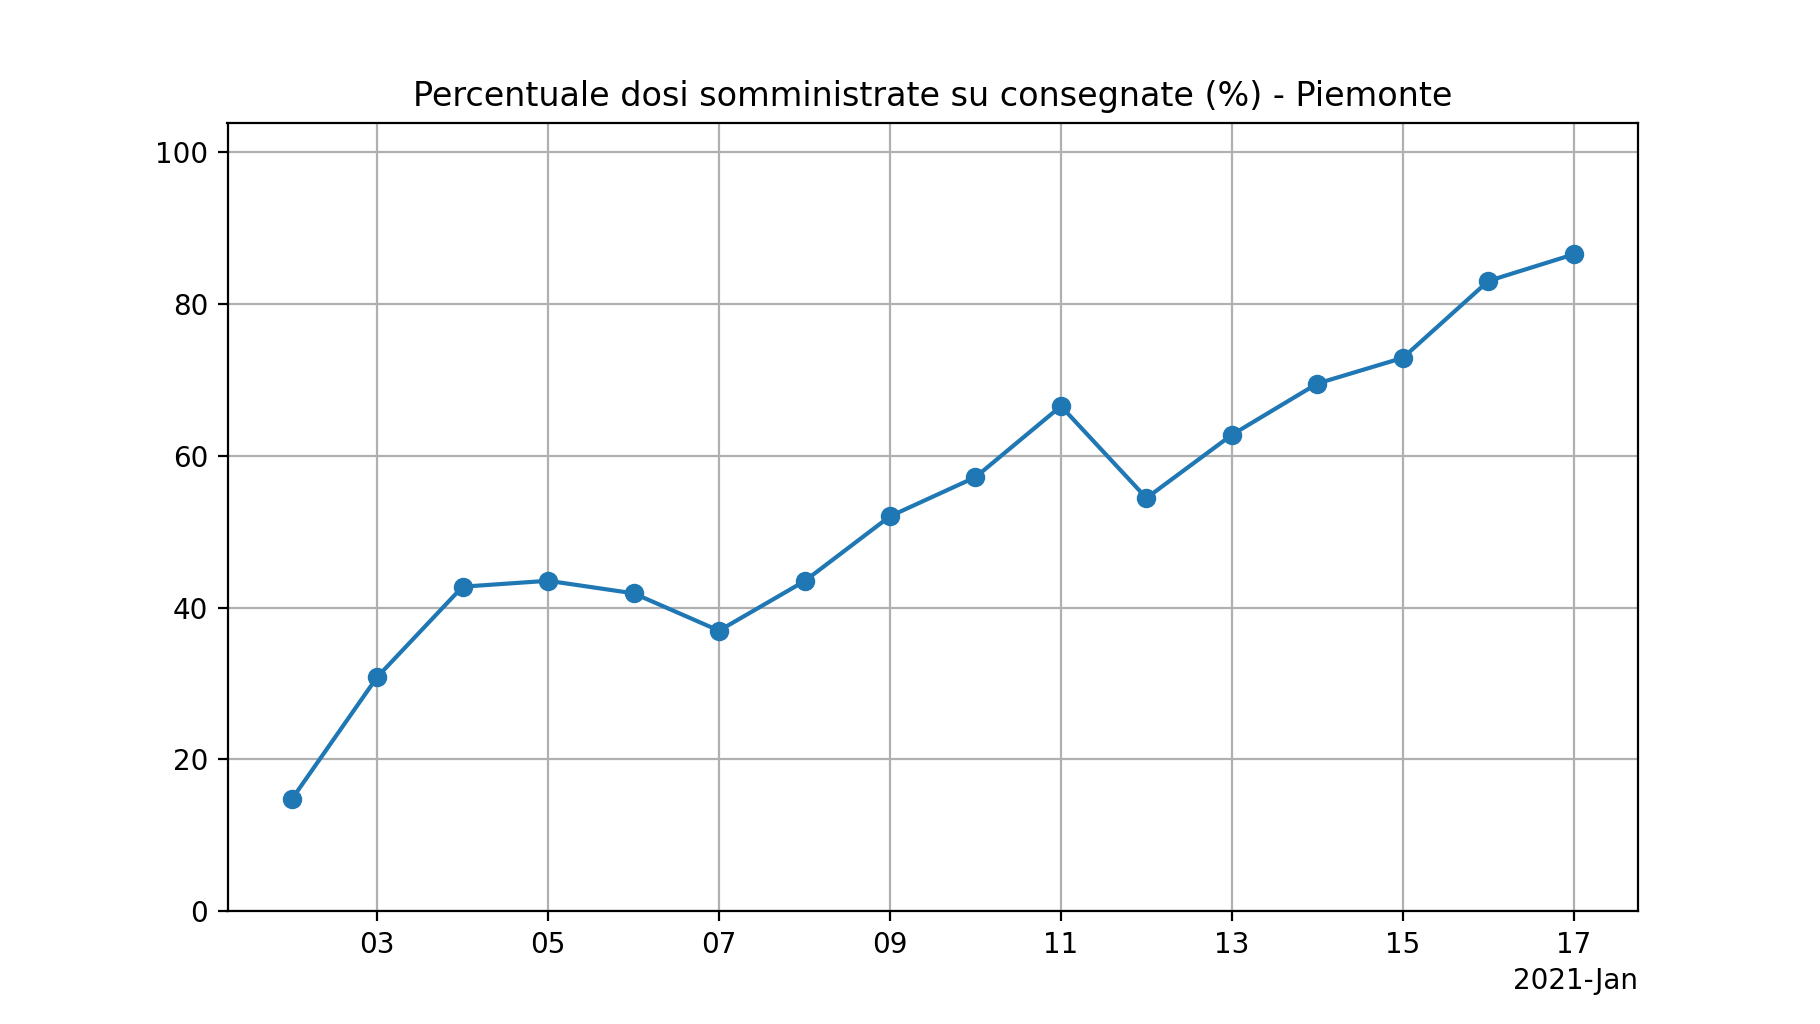 Percentuale dosi somministrate su consegnate (%) - Piemonte
100
80
60
40
20
0
03 05 07 09 11 13 15 17
2021-Jan